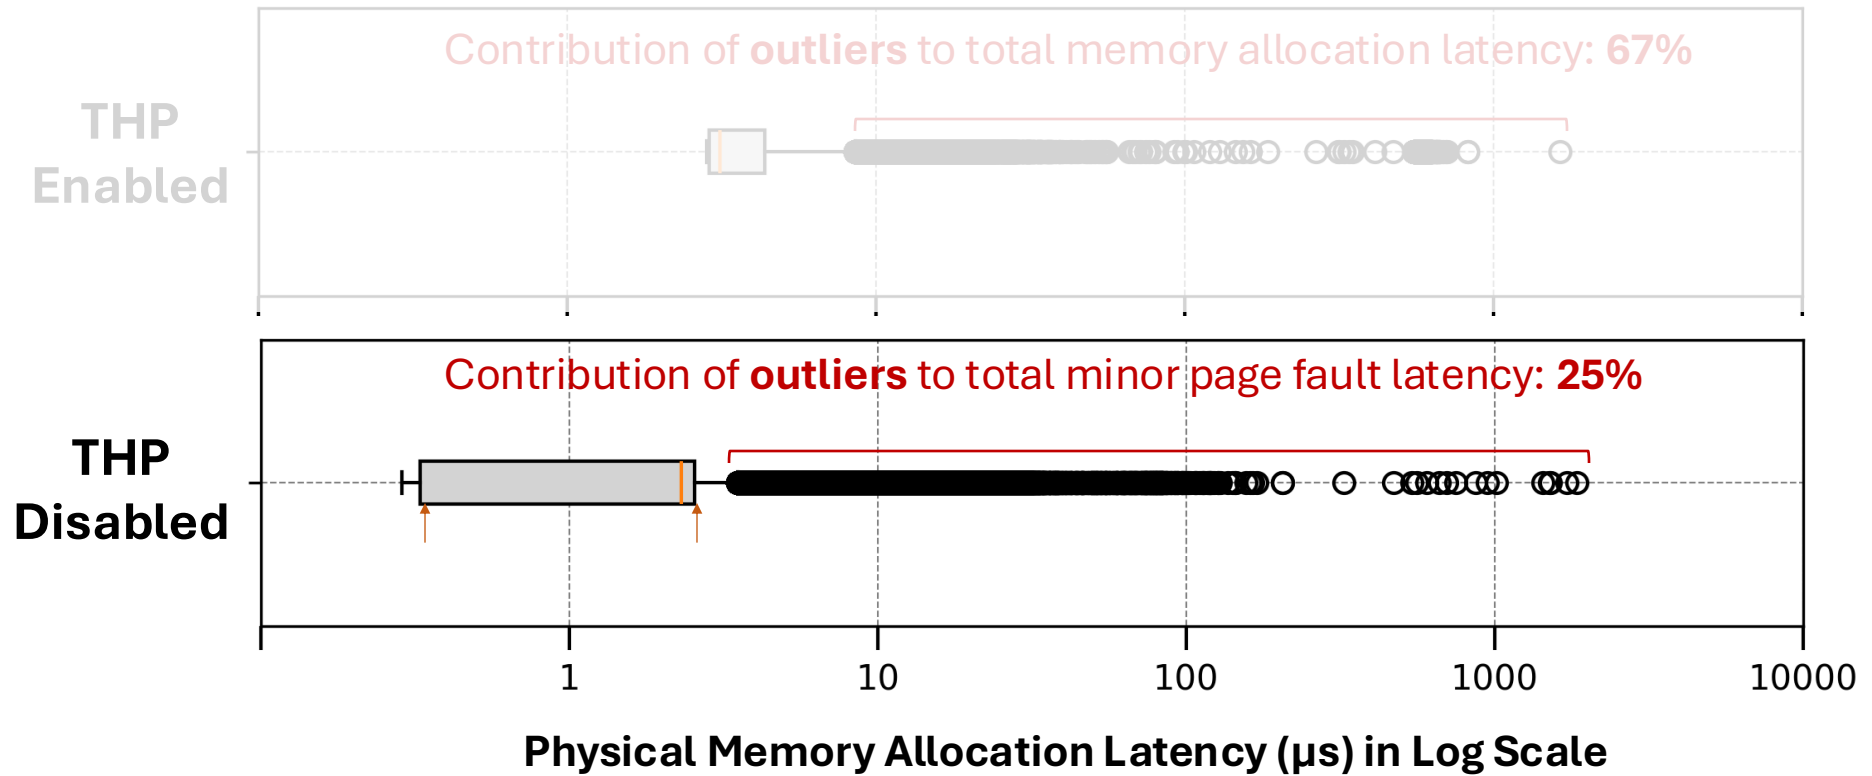 Contribution of outliers to total memory allocation latency: 67%
THP
Enabled
Contribution of outliers to total minor page fault latency: 25%
THP
Disabled
1 10 100 1000 10000
Physical Memory Allocation Latency (μs) in Log Scale